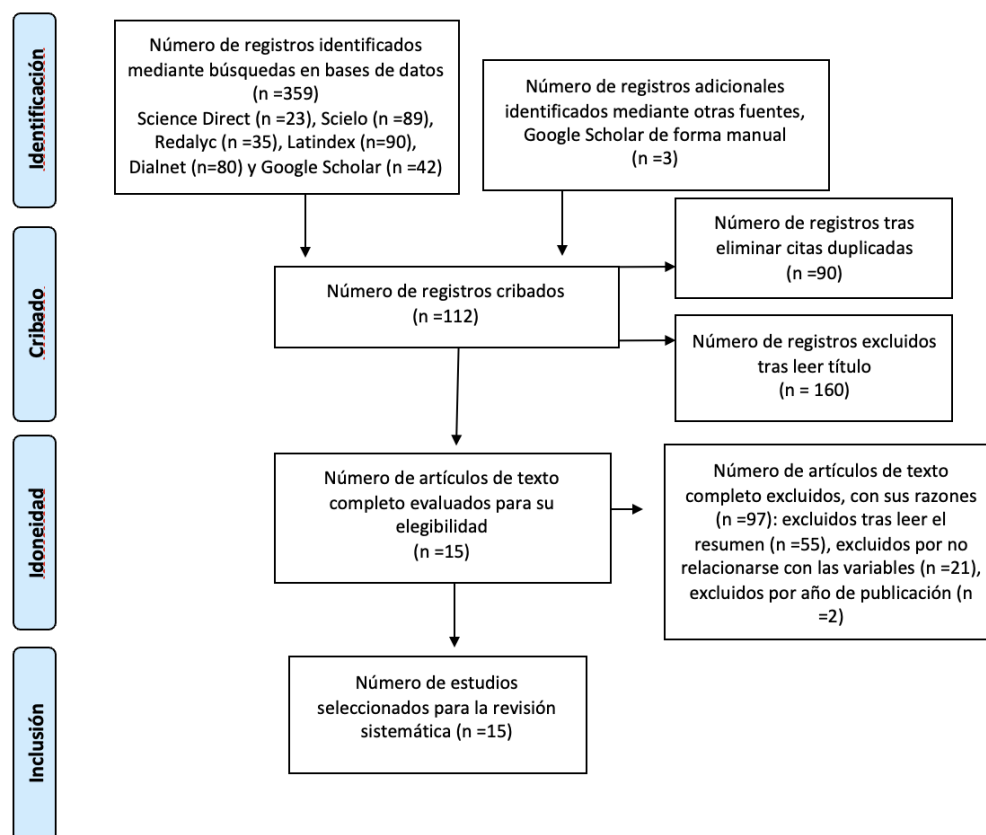 Identificación
Número de registros identificados
mediante búsquedas en bases de datos
(n =359)
Science Direct (n =23), Scielo (n =89),
Redalyc (n =35), Latindex (n=90),
Dialnet (n=80) y Google Scholar (n =42)
Número de registros adicionales
identificados mediante otras fuentes,
Google Scholar de forma manual
(n =3)
Cribado
Número de registros tras
eliminar citas duplicadas
(n =90)
Número de registros cribados
(n =112)
Número de registros excluidos
tras leer título
(n = 160)
Idoneidad
Número de artículos de texto
completo evaluados para su
elegibilidad
(n =15)
Número de artículos de texto
completo excluidos, con sus razones
(n =97): excluidos tras leer el
resumen (n =55), excluidos por no
relacionarse con las variables (n =21),
excluidos por año de publicación (n
=2)
Inclusión
Número de estudios
seleccionados para la revisión
sistemática (n =15)